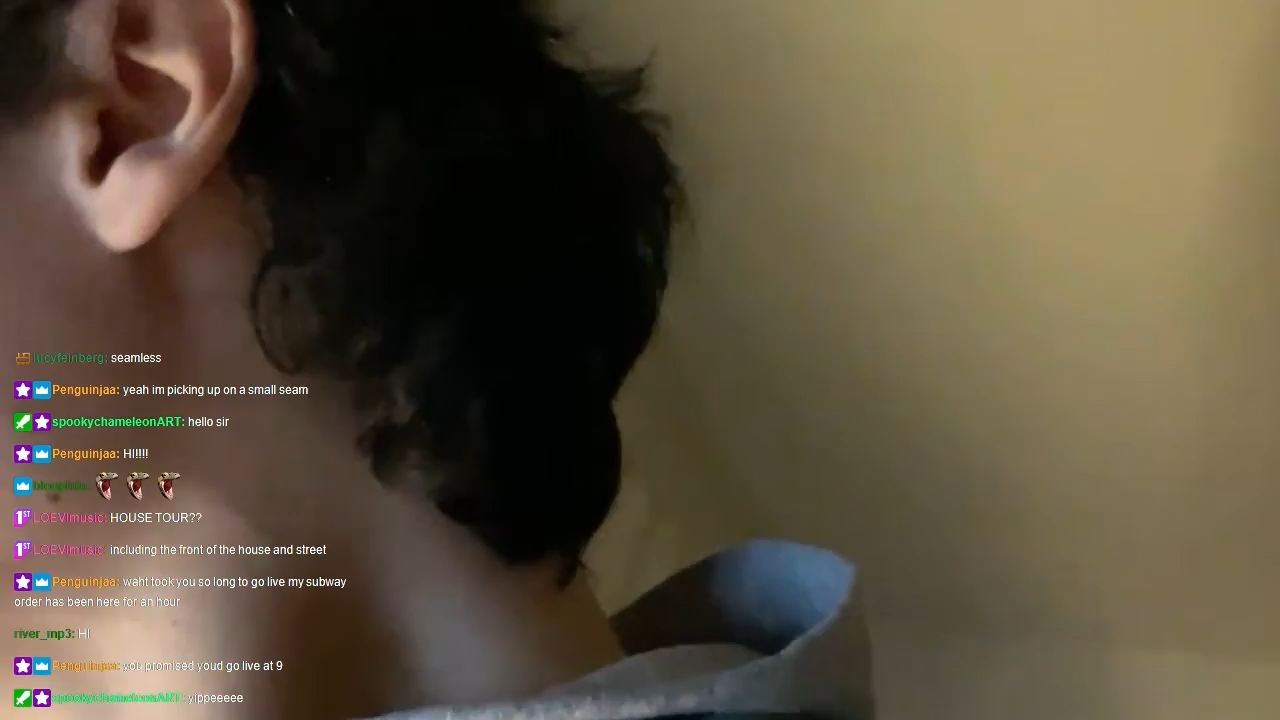 lucyfeinberg: seamless
Penguinjaa: yeah im picking up on a small seam
spookychameleonART: hello sir
Penguinjaa: HI!!!!
LOEVImusic: HOUSE TOUR??
LOEVImusic: including the front of the house and street
Penguinjaa: waht took you so long to go live my subway
order has been here for an hour
river_mp3: HI
Penguinjaa: you promised youd go live at 9
spookychameleonART: yippeeeee